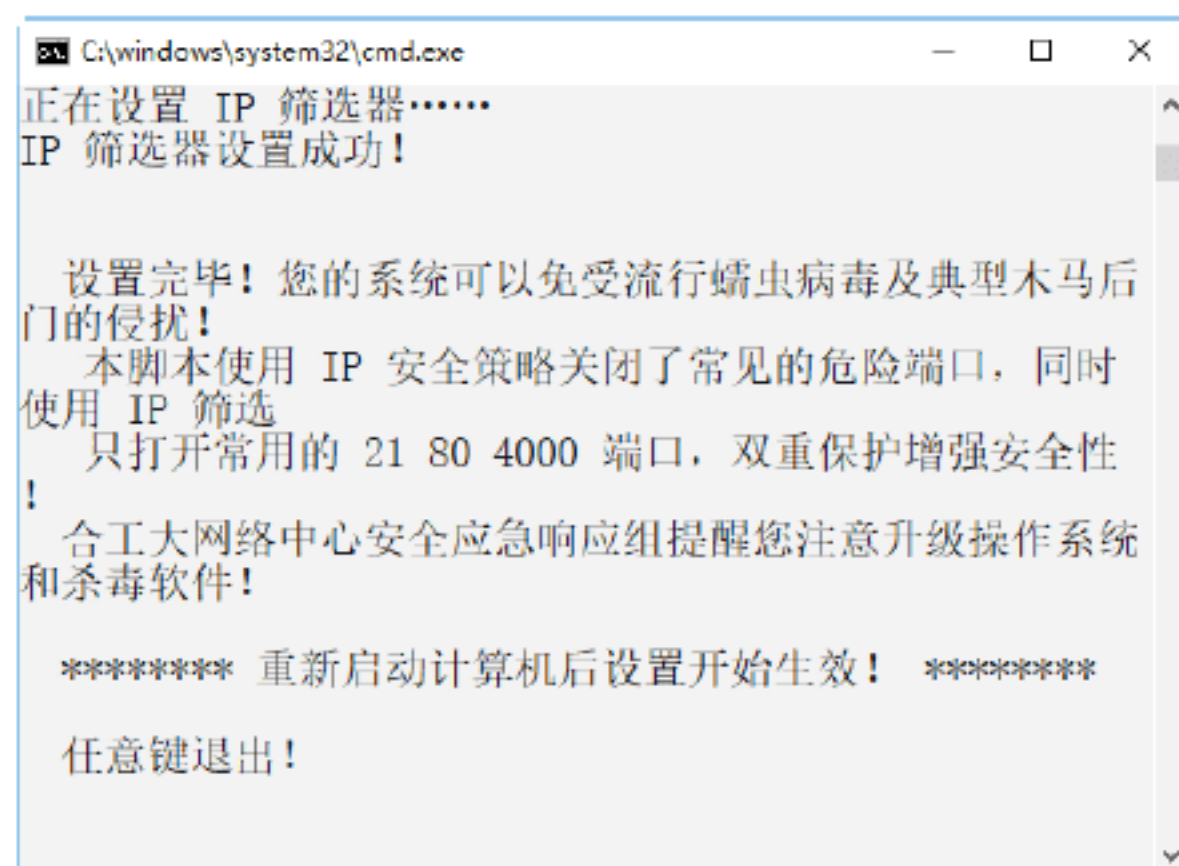 C:\windows\system32\cmd.exe
正在设置 IP 筛选器……
IP 筛选器设置成功！
设置完毕！您的系统可以免受流行蠕虫病毒及典型木马后
门的侵扰！
本脚本使用 IP 安全策略关闭了常见的危险端口，同时
使用 IP 筛选
只打开常用的 21 80 4000 端口，双重保护增强安全性
！
合工大网络中心安全应急响应组提醒您注意升级操作系统
和杀毒软件！
******** 重新启动计算机后设置开始生效！ ********
任意键退出！